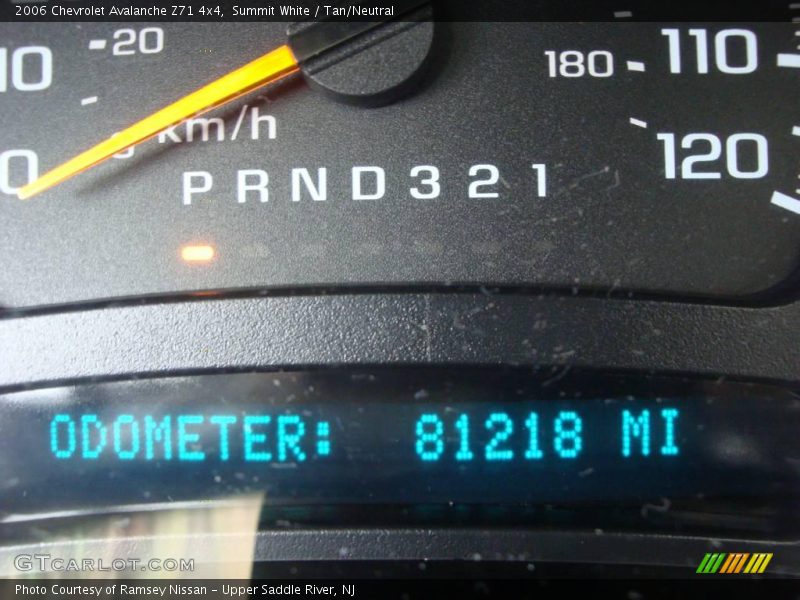 2006 Chevrolet Avalanche Z71 4x4, Summit White / Tan/Neutral
20
180
110
km/h
120
0
P R N D 3 2 1
ODOMETER: 81218 MI
GTCARLOT.COM
Photo Courtesy of Ramsey Nissan - Upper Saddle River, NJ